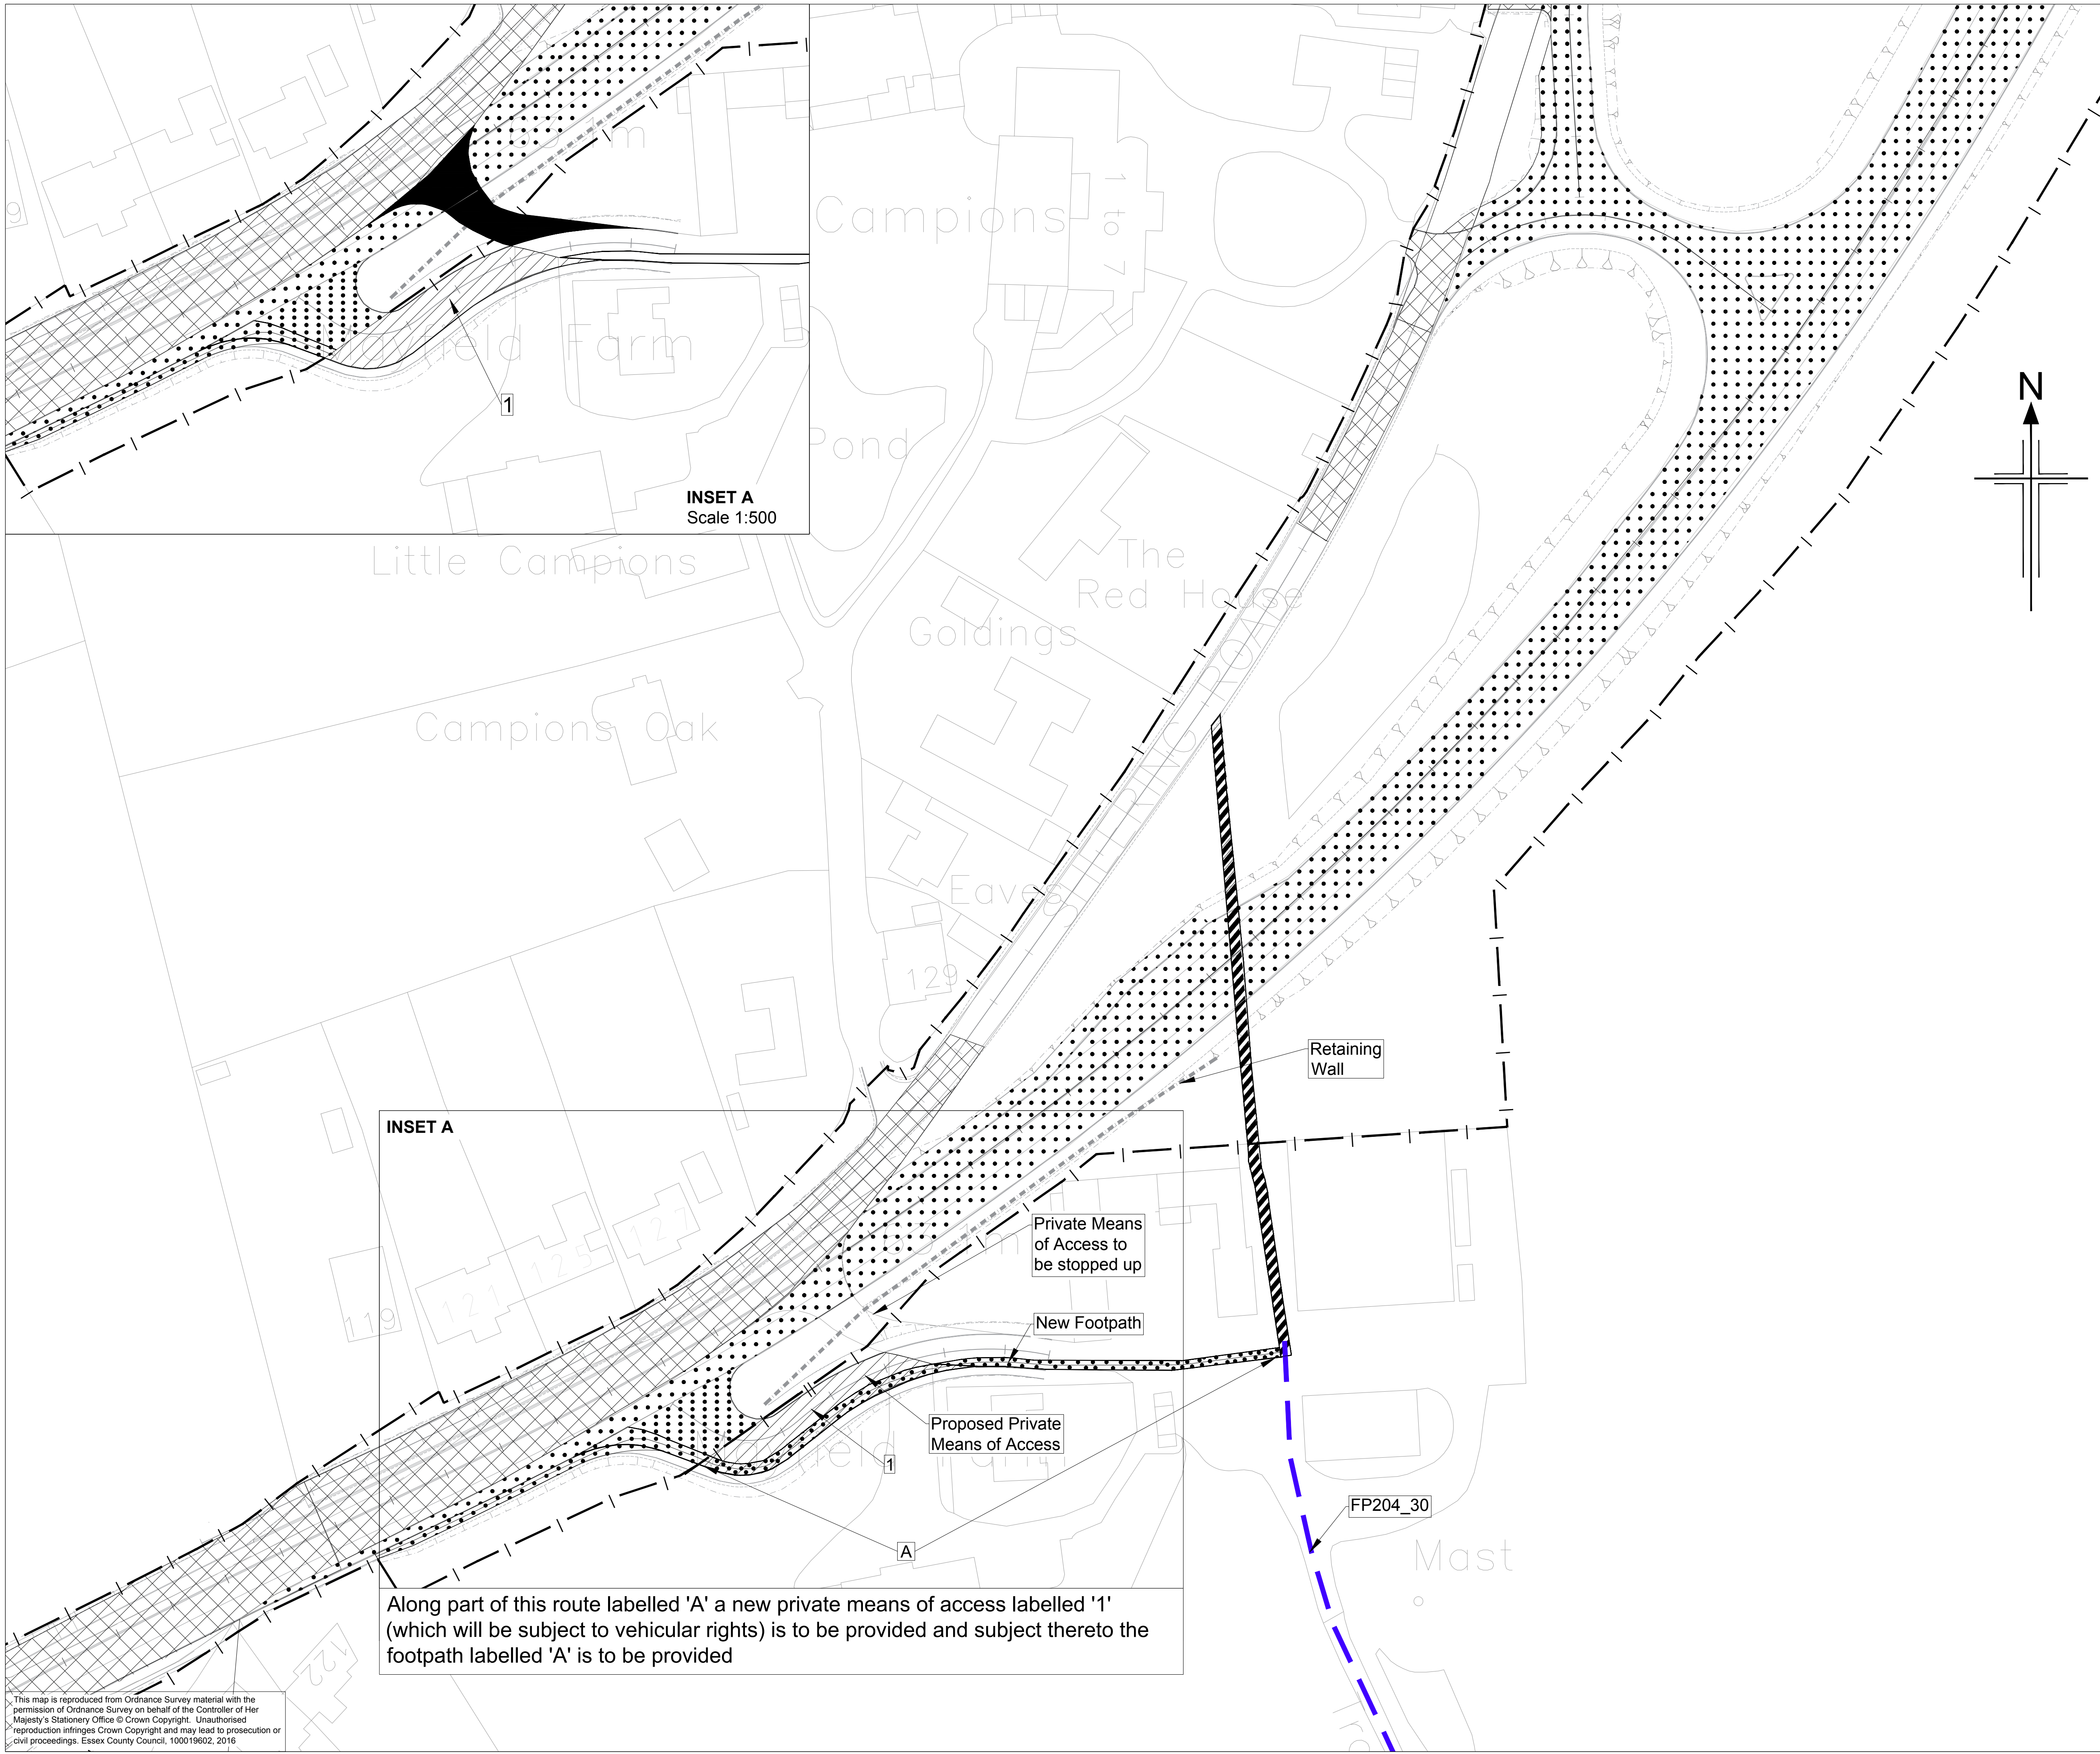 Campions
1 to 7
9
Mayfield Farm
1
Pond
INSET A
Scale 1:500
N
Little Campions
The
Red House
Goldings
Campions Oak
SHEERING ROAD
Eaves
129
Retaining
Wall
INSET A
Private Means
of Access to
be stopped up
127
125
121
119
New Footpath
Proposed Private
Means of Access
1
FP204_30
A
Mast
Along part of this route labelled 'A' a new private means of access labelled '1'
(which will be subject to vehicular rights) is to be provided and subject thereto the
footpath labelled 'A' is to be provided
122
This map is reproduced from Ordnance Survey material with the
permission of Ordnance Survey on behalf of the Controller of Her
Majesty's Stationery Office © Crown Copyright. Unauthorised
reproduction infringes Crown Copyright and may lead to prosecution or
civil proceedings. Essex County Council, 100019602, 2016